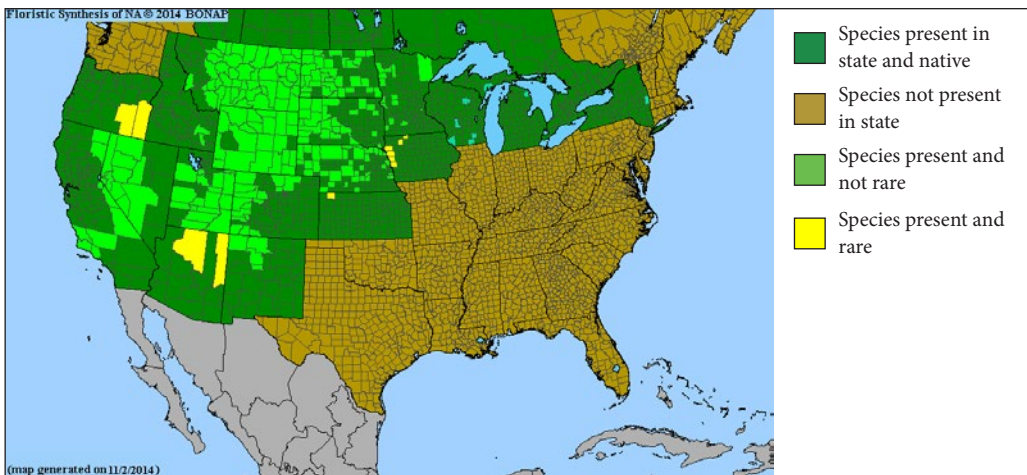 Floristic Synthesis of NA © 2014 BONAP
Species present in
state and native
Species not present
in state
Species present and
not rare
Species present and
rare
(map generated on 11/2/2014)